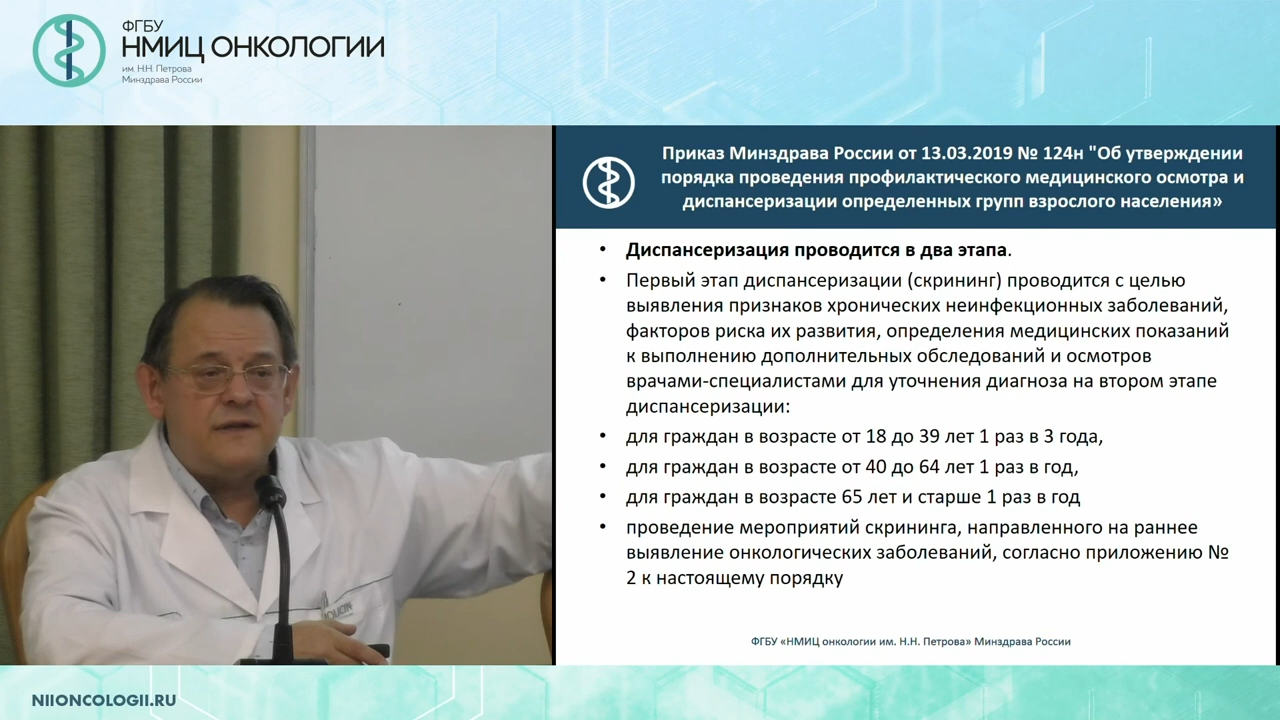 ФГБУ
НМИЦ ОНКОЛОГИИ
им. Н.Н. Петрова
Минздрава России
Приказ Минздрава России от 13.03.2019 № 124н "Об утверждении
порядка проведения профилактического медицинского осмотра и
диспансеризации определенных групп взрослого населения»
• Диспансеризация проводится в два этапа.
• Первый этап диспансеризации (скрининг) проводится с целью
выявления признаков хронических неинфекционных заболеваний,
факторов риска их развития, определения медицинских показаний
к выполнению дополнительных обследований и осмотров
врачами-специалистами для уточнения диагноза на втором этапе
диспансеризации:
• для граждан в возрасте от 18 до 39 лет 1 раз в 3 года,
• для граждан в возрасте от 40 до 64 лет 1 раз в год,
• для граждан в возрасте 65 лет и старше 1 раз в год
• проведение мероприятий скрининга, направленного на раннее
выявление онкологических заболеваний, согласно приложению №
2 к настоящему порядку
ФГБУ «НМИЦ онкологии им. Н.Н. Петрова» Минздрава России
NIIONCOLOGII.RU